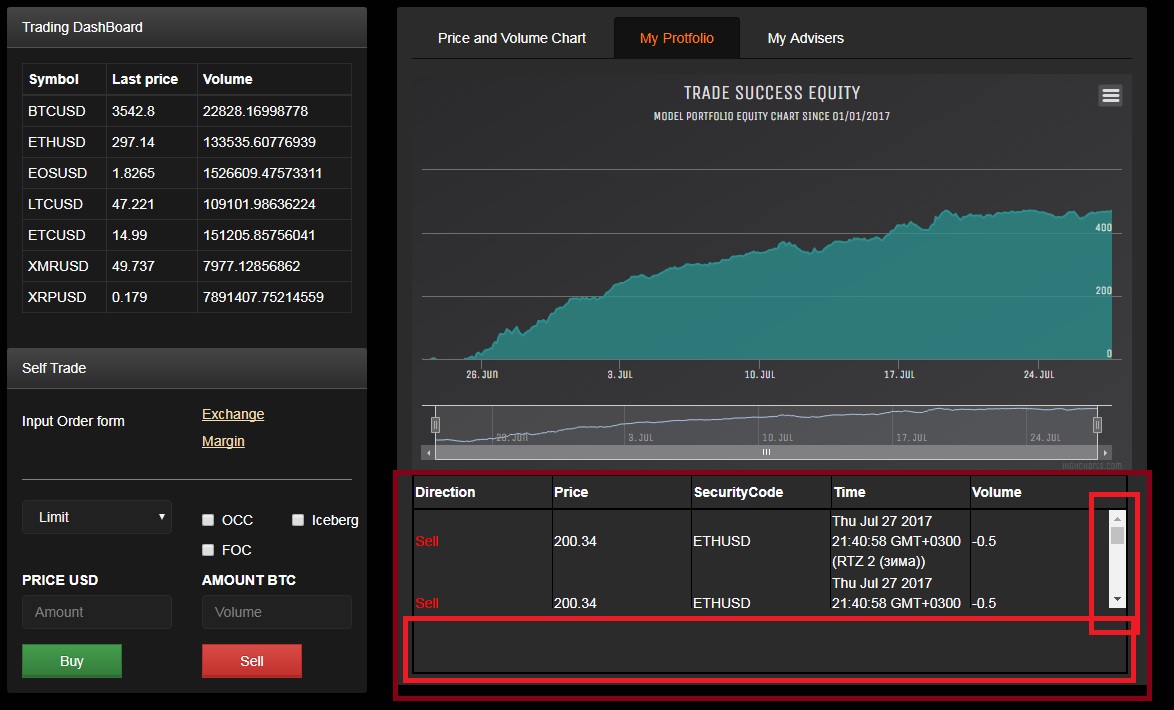 Trading DashBoard
Symbol Last price Volume
BTCUSD 3542.8 22828.16998778
ETHUSD 297.14 133535.60776939
EOSUSD 1.8265 1526609.47573311
LTCUSD 47.221 109101.98636224
ETCUSD 14.99 151205.85756041
XMRUSD 49.737 7977.12856862
XRPUSD 0.179 7891407.75214559
Self Trade
Input Order form
Exchange
Margin
Limit
OCC
Iceberg
FOC
PRICE USD
AMOUNT BTC
Amount
Volume
Buy
Sell
Price and Volume Chart
My Protfolio
My Advisers
TRADE SUCCESS EQUITY
MODEL PORTFOLIO EQUITY CHART SINCE 01/01/2017
400
200
0
26. JUN 3. JUL 10. JUL 17. JUL 24. JUL
26. JUN 3. JUL 10. JUL 17. JUL 24. JUL
HIGHCHARTS.COM
Direction Price SecurityCode Time Volume
Thu Jul 27 2017
Sell 200.34 ETHUSD 21:40:58 GMT+0300 -0.5
(RTZ 2 (зима))
Thu Jul 27 2017
Sell 200.34 ETHUSD 21:40:58 GMT+0300 -0.5